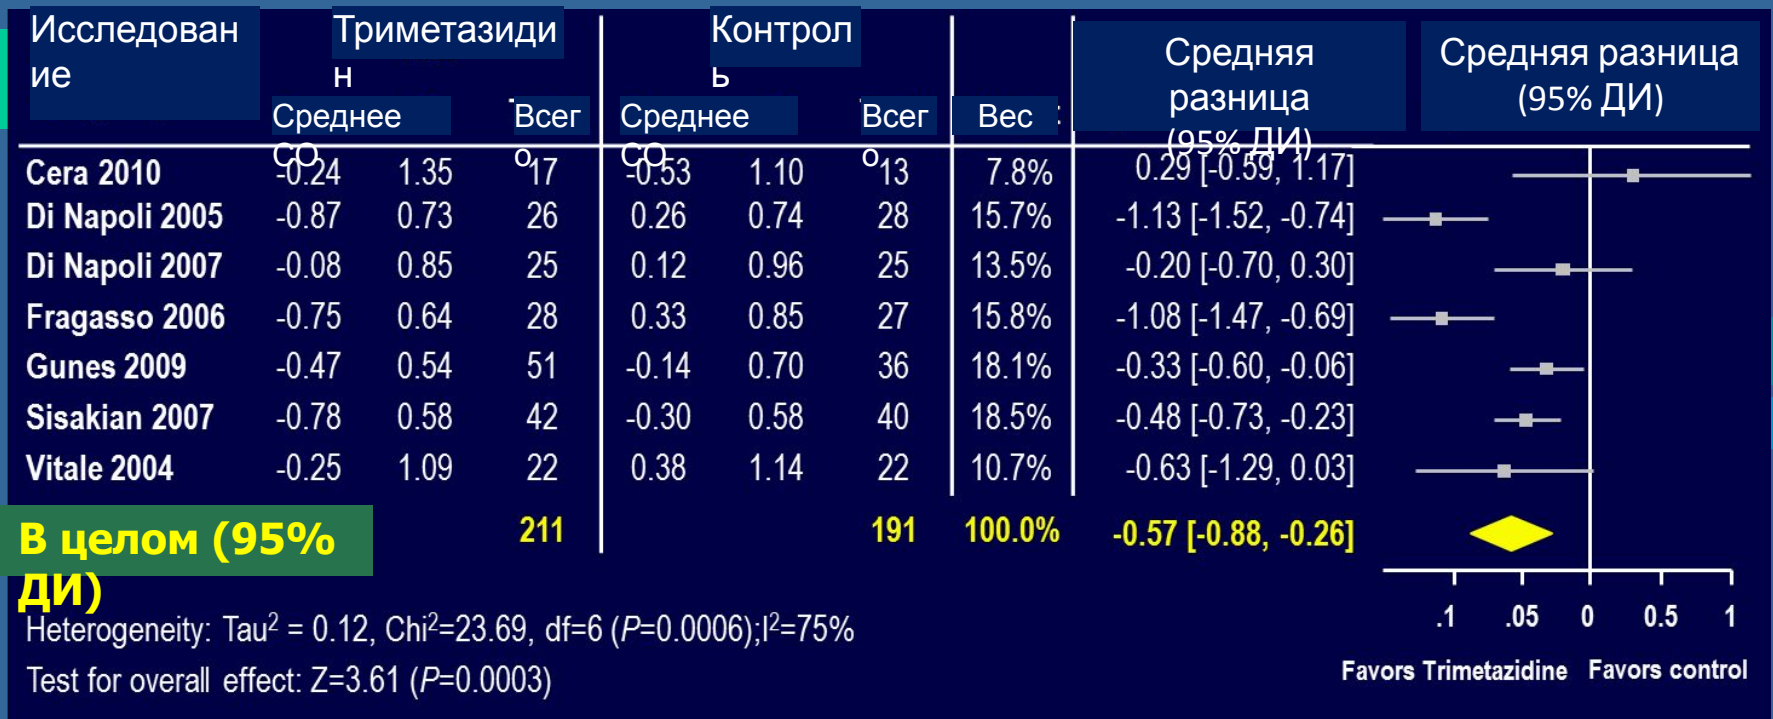 Исследован
ие
Триметазиди
н
Контрол
ь
Средняя
разница
(95% ДИ)
Средняя разница
(95% ДИ)
Среднее
СО
Всег
о
Среднее
СО
Всег
о
Вес
Cera 2010 -0.24 1.35 17 -0.53 1.10 13 7.8% 0.29 [-0.59, 1.17]
Di Napoli 2005 -0.87 0.73 26 0.26 0.74 28 15.7% -1.13 [-1.52, -0.74]
Di Napoli 2007 -0.08 0.85 25 0.12 0.96 25 13.5% -0.20 [-0.70, 0.30]
Fragasso 2006 -0.75 0.64 28 0.33 0.85 27 15.8% -1.08 [-1.47, -0.69]
Gunes 2009 -0.47 0.54 51 -0.14 0.70 36 18.1% -0.33 [-0.60, -0.06]
Sisakian 2007 -0.78 0.58 42 -0.30 0.58 40 18.5% -0.48 [-0.73, -0.23]
Vitale 2004 -0.25 1.09 22 0.38 1.14 22 10.7% -0.63 [-1.29, 0.03]
В целом (95%
ДИ)
211 191 100.0% -0.57 [-0.88, -0.26]
.1 .05 0 0.5 1
Favors Trimetazidine Favors control
Heterogeneity: Tau² = 0.12, Chi²=23.69, df=6 (P=0.0006);I²=75%
Test for overall effect: Z=3.61 (P=0.0003)